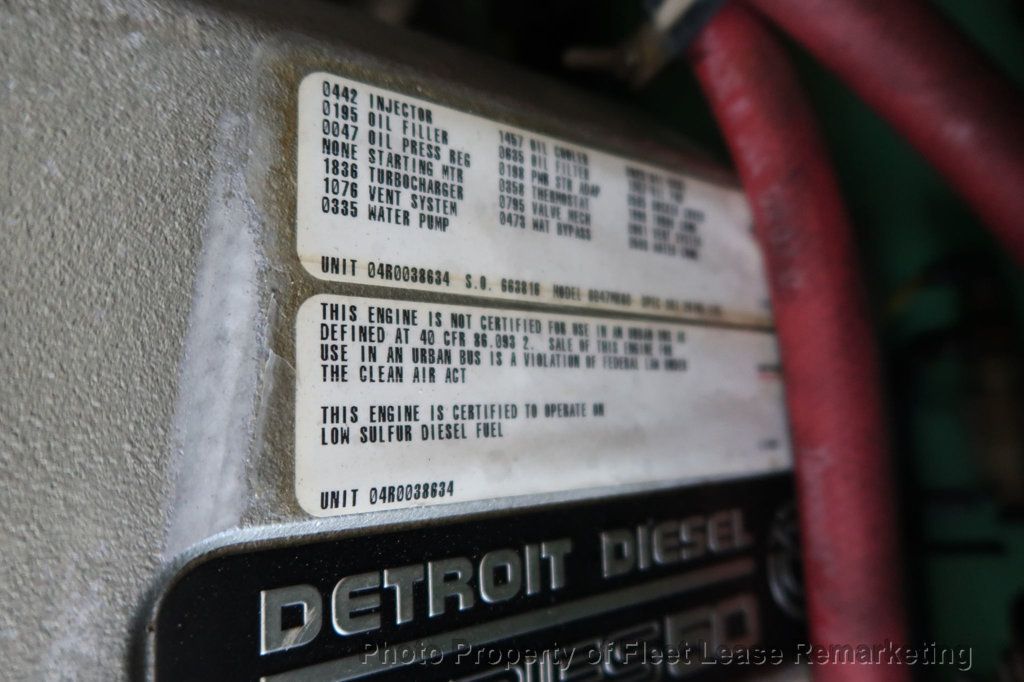 0442 INJECTOR
0195 OIL FILLER
0047 OIL PRESS REG
NONE STARTING MTR
1836 TURBOCHARGER
1076 VENT SYSTEM
0335 WATER PUMP
1457 OIL COOLER
0635 OIL FILTER
0198 PWR STR ADAP
0358 THERMOSTAT
0795 VALVE MECH
0473 WAT BYPASS
UNIT 04R0038634 S.O. 663816 MODEL
THIS ENGINE IS NOT CERTIFIED FOR USE IN AN URBAN BUS
DEFINED AT 40 CFR 86.093 2. SALE OF THIS ENGINE FOR
USE IN AN URBAN BUS IS A VIOLATION OF FEDERAL LAW UNDER
THE CLEAN AIR ACT
THIS ENGINE IS CERTIFIED TO OPERATE ON
LOW SULFUR DIESEL FUEL
UNIT 04R0038634
DETROIT DIESEL
Photo Property of Fleet Lease Remarketing